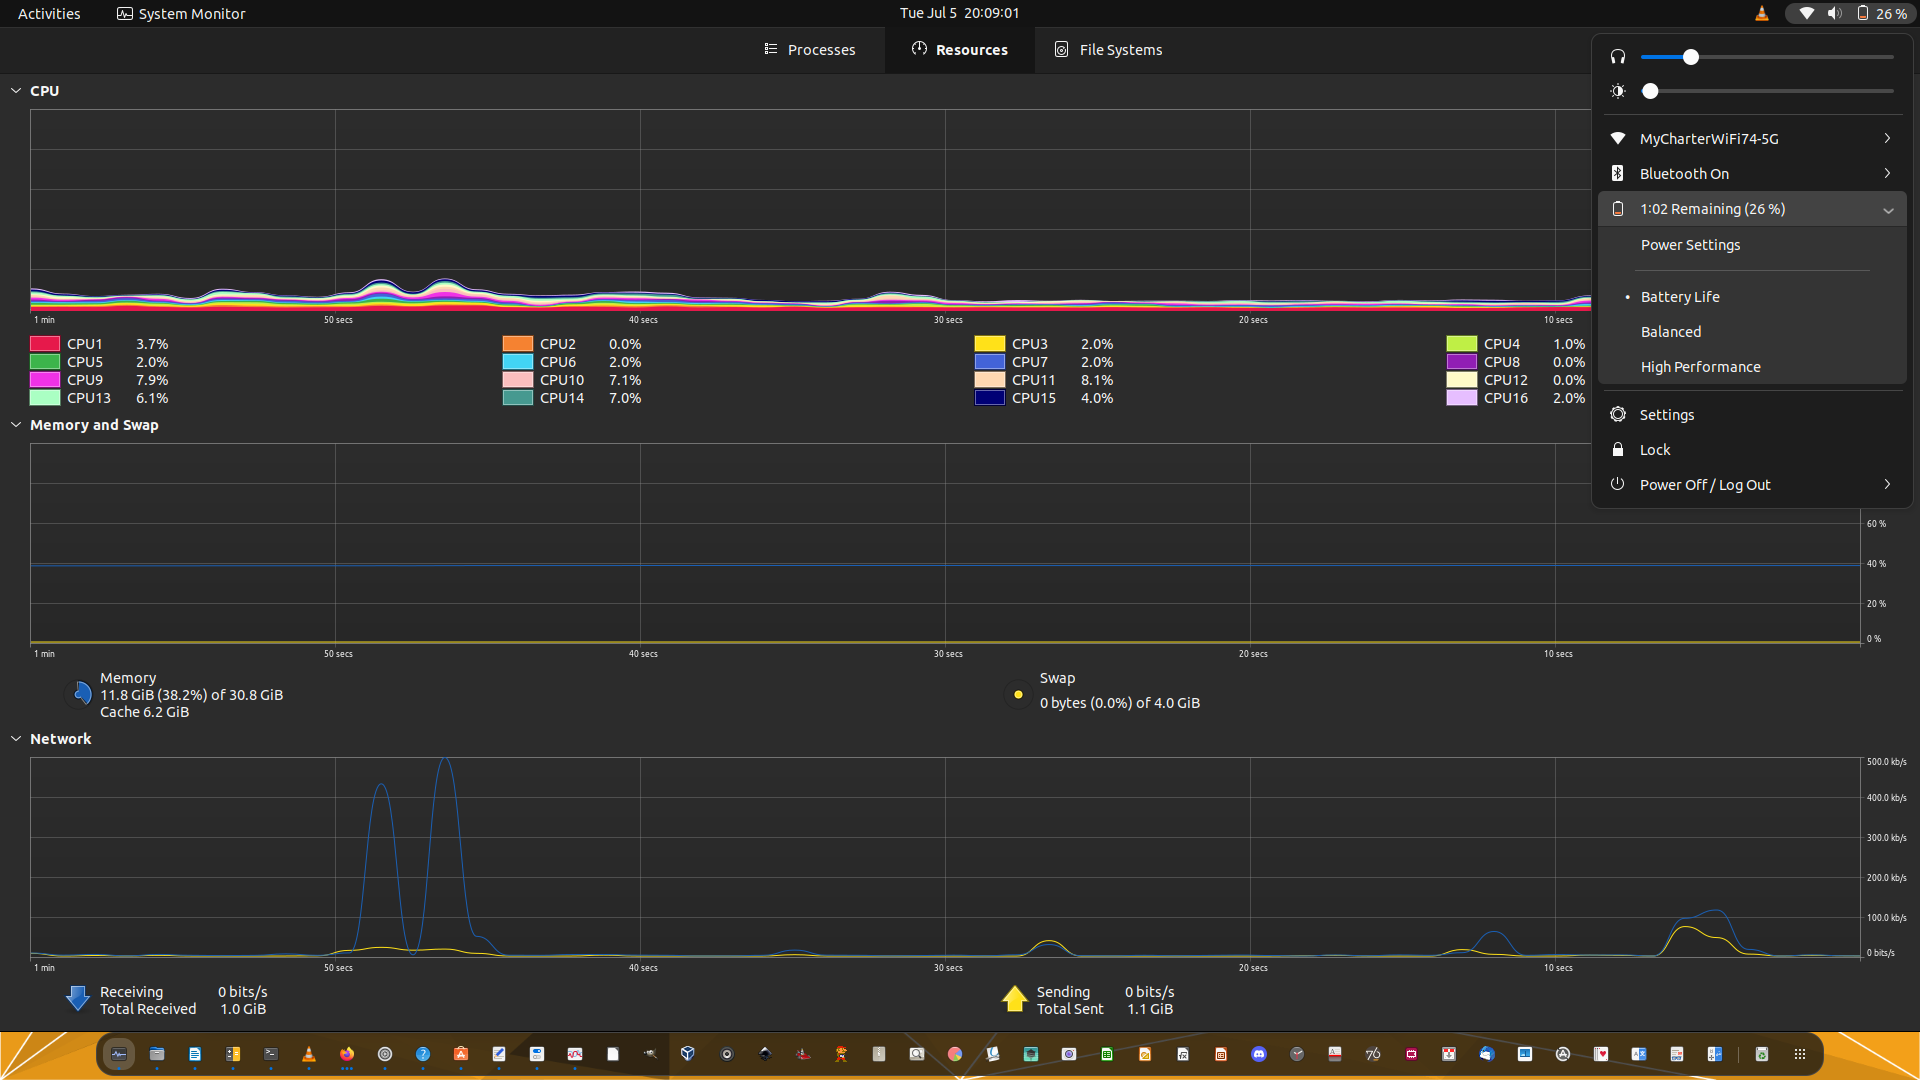 Activities
System Monitor
Tue Jul 5 20:09:01
26 %
Processes
Resources
File Systems
CPU
1 min
50 secs
40 secs
30 secs
20 secs
10 secs
CPU1 3.7%
CPU2 0.0%
CPU3 2.0%
CPU4 1.0%
CPU5 2.0%
CPU6 2.0%
CPU7 2.0%
CPU8 0.0%
CPU9 7.9%
CPU10 7.1%
CPU11 8.1%
CPU12 0.0%
CPU13 6.1%
CPU14 7.0%
CPU15 4.0%
CPU16 2.0%
MyCharterWiFi74-5G
Bluetooth On
1:02 Remaining (26 %)
Power Settings
• Battery Life
Balanced
High Performance
Settings
Lock
Power Off / Log Out
Memory and Swap
60 %
40 %
20 %
0 %
1 min
50 secs
40 secs
30 secs
20 secs
10 secs
Memory
11.8 GiB (38.2%) of 30.8 GiB
Cache 6.2 GiB
Swap
0 bytes (0.0%) of 4.0 GiB
Network
500.0 kb/s
400.0 kb/s
300.0 kb/s
200.0 kb/s
100.0 kb/s
0 bits/s
1 min
50 secs
40 secs
30 secs
20 secs
10 secs
Receiving 0 bits/s
Total Received 1.0 GiB
Sending 0 bits/s
Total Sent 1.1 GiB